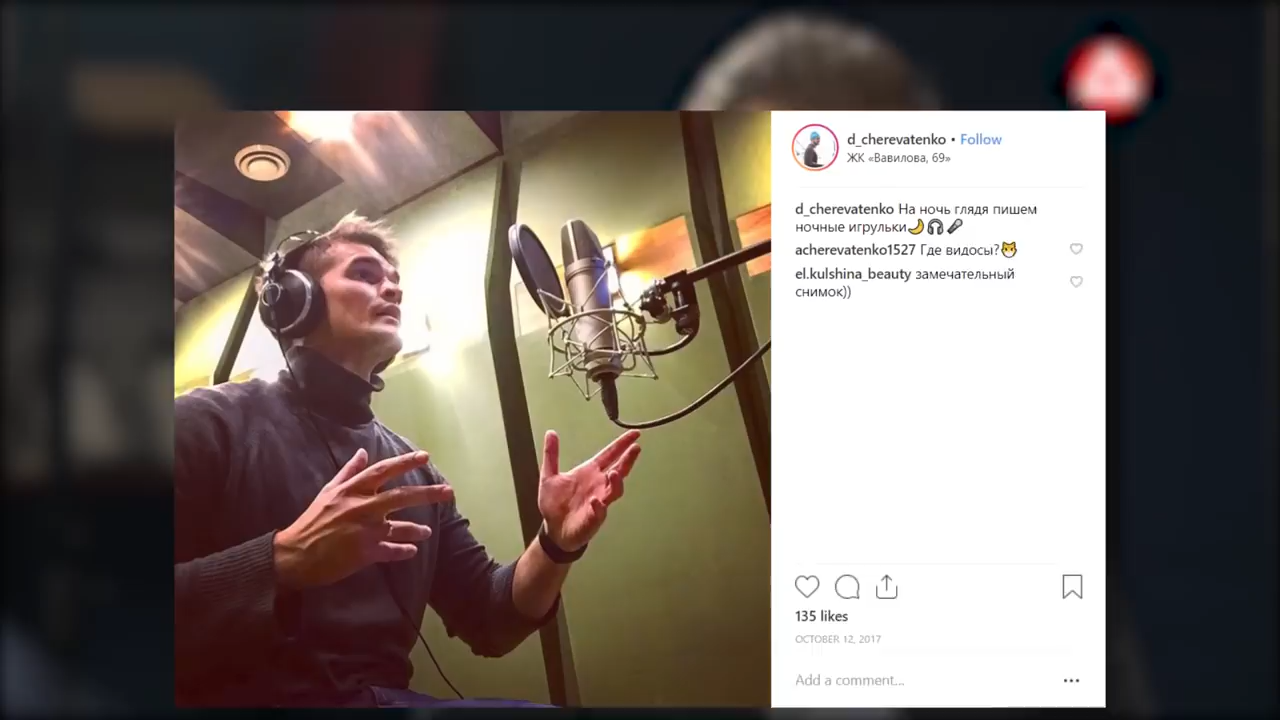 d_cherevatenko • Follow
ЖК «Вавилова, 69»
d_cherevatenko На ночь глядя пишем
ночные игрульки🌙🎧🎤
acherevatenko1527 Где видосы?🐱
el.kulshina_beauty замечательный
снимок))
135 likes
OCTOBER 12, 2017
Add a comment...